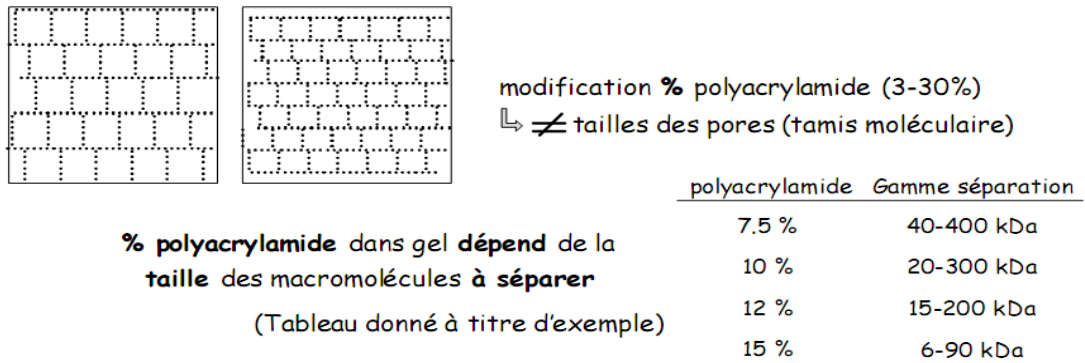 modification % polyacrylamide (3-30%)
≠ tailles des pores (tamis moléculaire)
% polyacrylamide dans gel dépend de la
taille des macromolécules à séparer
(Tableau donné à titre d'exemple)
polyacrylamide Gamme séparation
7.5 % 40-400 kDa
10 % 20-300 kDa
12 % 15-200 kDa
15 % 6-90 kDa